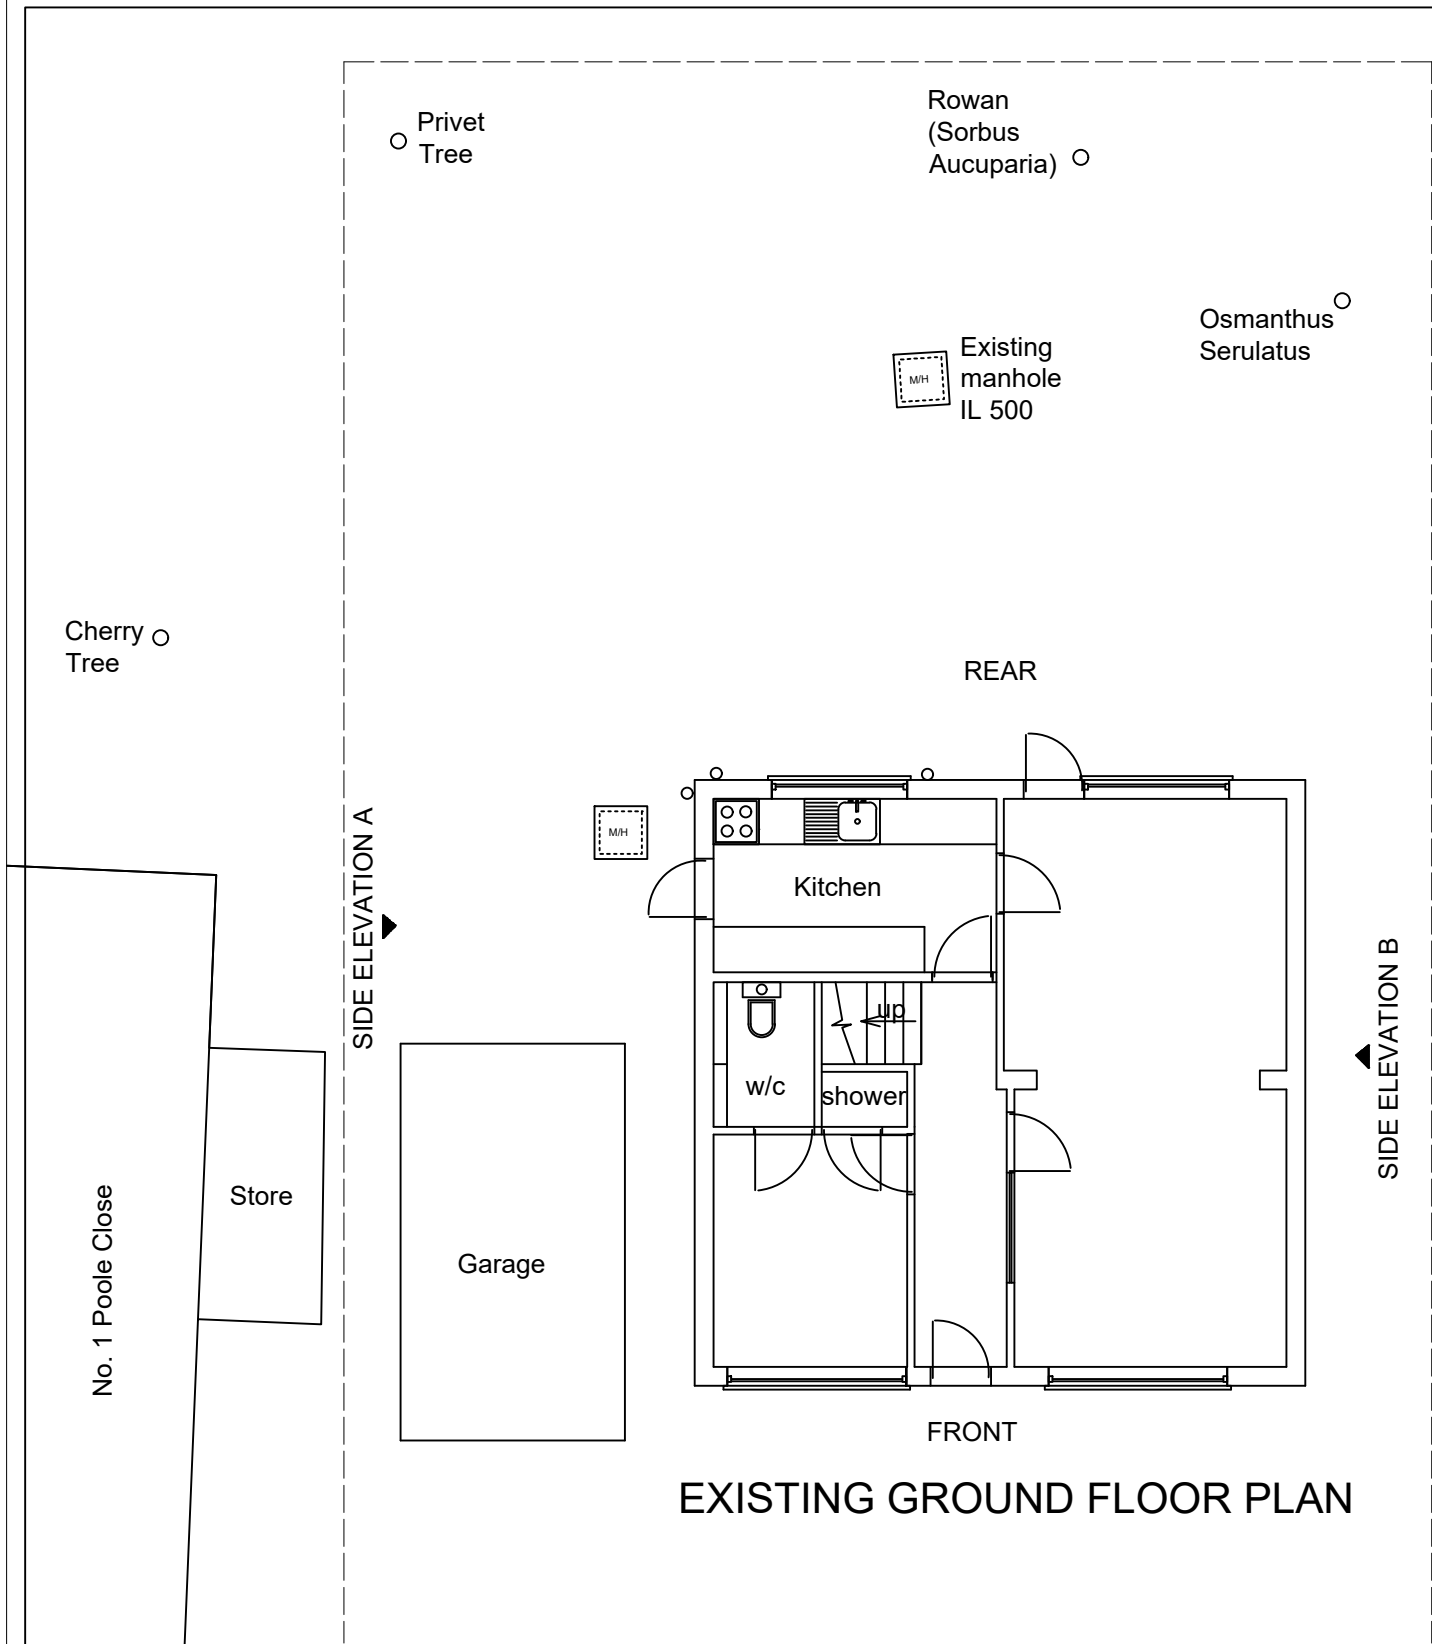 Privet
Tree
Rowan
(Sorbus
Aucuparia)
Osmanthus
Serulatus
M/H
Existing
manhole
IL 500
Cherry
Tree
REAR
SIDE ELEVATION A
M/H
Kitchen
up
w/c
shower
SIDE ELEVATION B
No. 1 Poole Close
Store
Garage
FRONT
EXISTING GROUND FLOOR PLAN